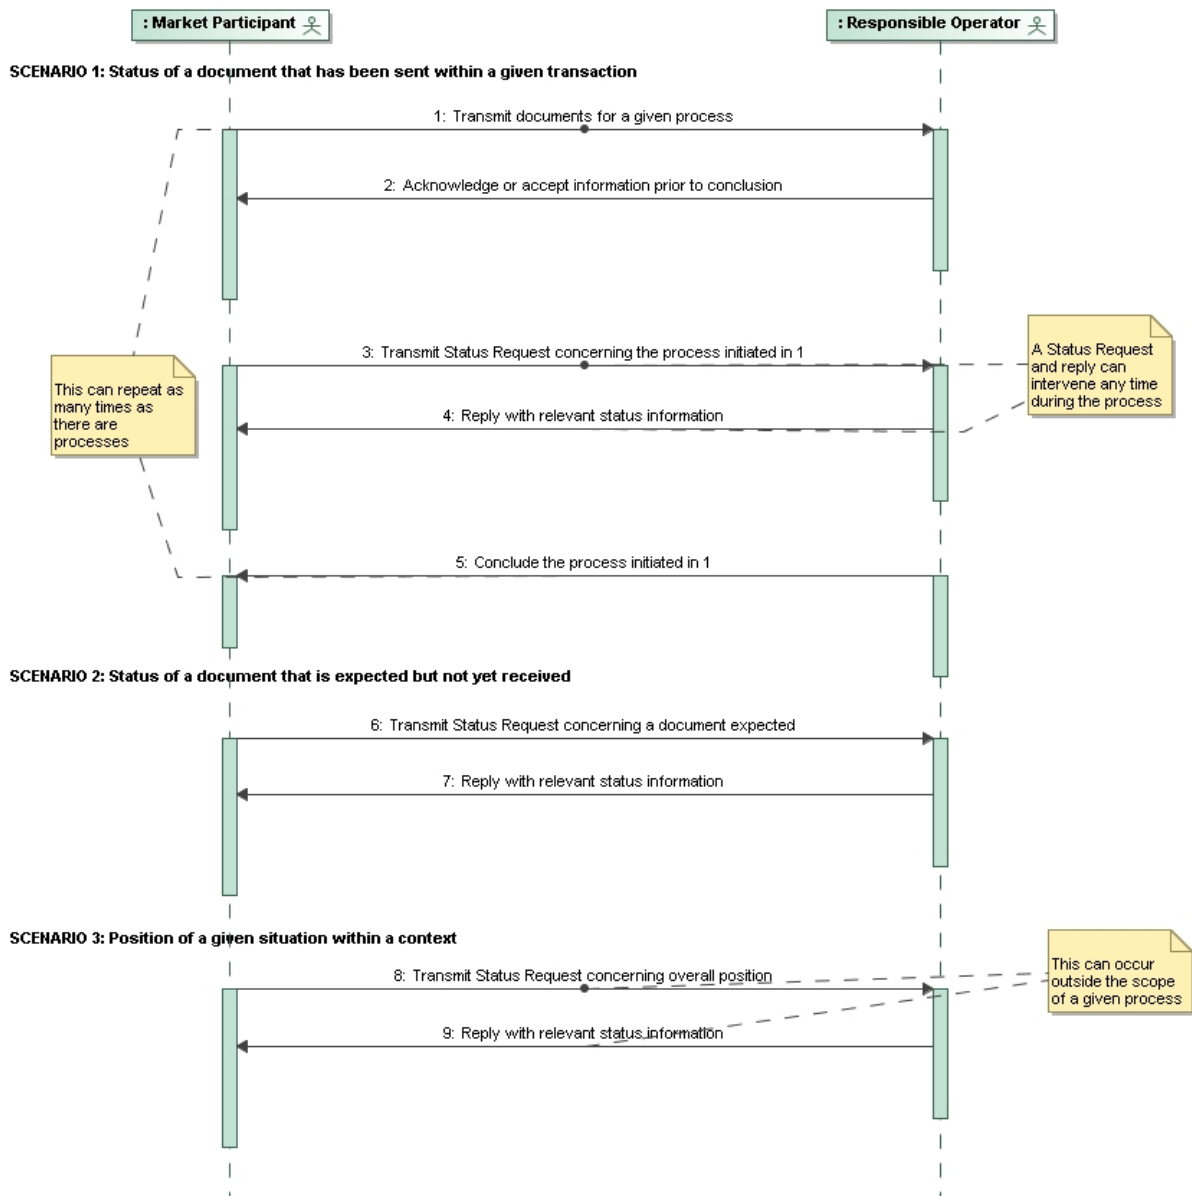 : Market Participant
: Responsible Operator
SCENARIO 1: Status of a document that has been sent within a given transaction
1: Transmit documents for a given process
2: Acknowledge or accept information prior to conclusion
3: Transmit Status Request concerning the process initiated in 1
A Status Request
and reply can
intervene any time
during the process
This can repeat as
many times as
there are
processes
4: Reply with relevant status information
5: Conclude the process initiated in 1
SCENARIO 2: Status of a document that is expected but not yet received
6: Transmit Status Request concerning a document expected
7: Reply with relevant status information
SCENARIO 3: Position of a given situation within a context
8: Transmit Status Request concerning overall position
This can occur
outside the scope
of a given process
9: Reply with relevant status information